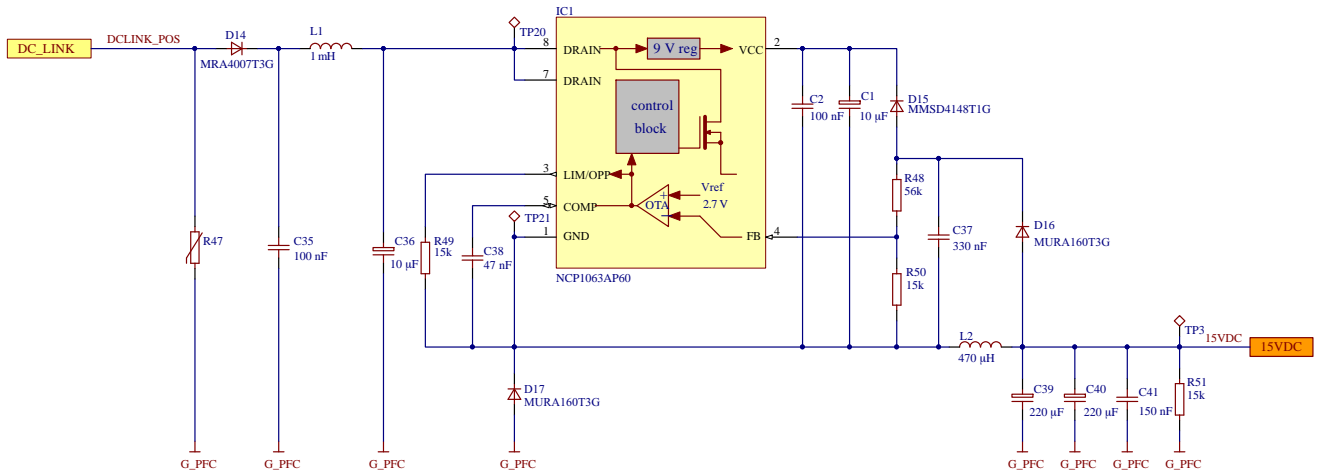 IC1
DC_LINK
DCLINK_POS
D14
MRA4007T3G
L1
1 mH
TP20
8
DRAIN
9 V reg
VCC
2
7
DRAIN
control
block
C2
100 nF
C1
10 µF
D15
MMSD4148T1G
3
LIM/OPP
Vref
2.7 V
OTA
5
COMP
TP21
1
GND
FB
4
NCP1063AP60
R48
56k
C37
330 nF
D16
MURA160T3G
R47
C35
100 nF
C36
10 µF
R49
15k
C38
47 nF
R50
15k
L2
470 µH
TP3
15VDC
15VDC
D17
MURA160T3G
C39
220 µF
C40
220 µF
C41
150 nF
R51
15k
G_PFC
G_PFC
G_PFC
G_PFC
G_PFC
G_PFC
G_PFC
G_PFC